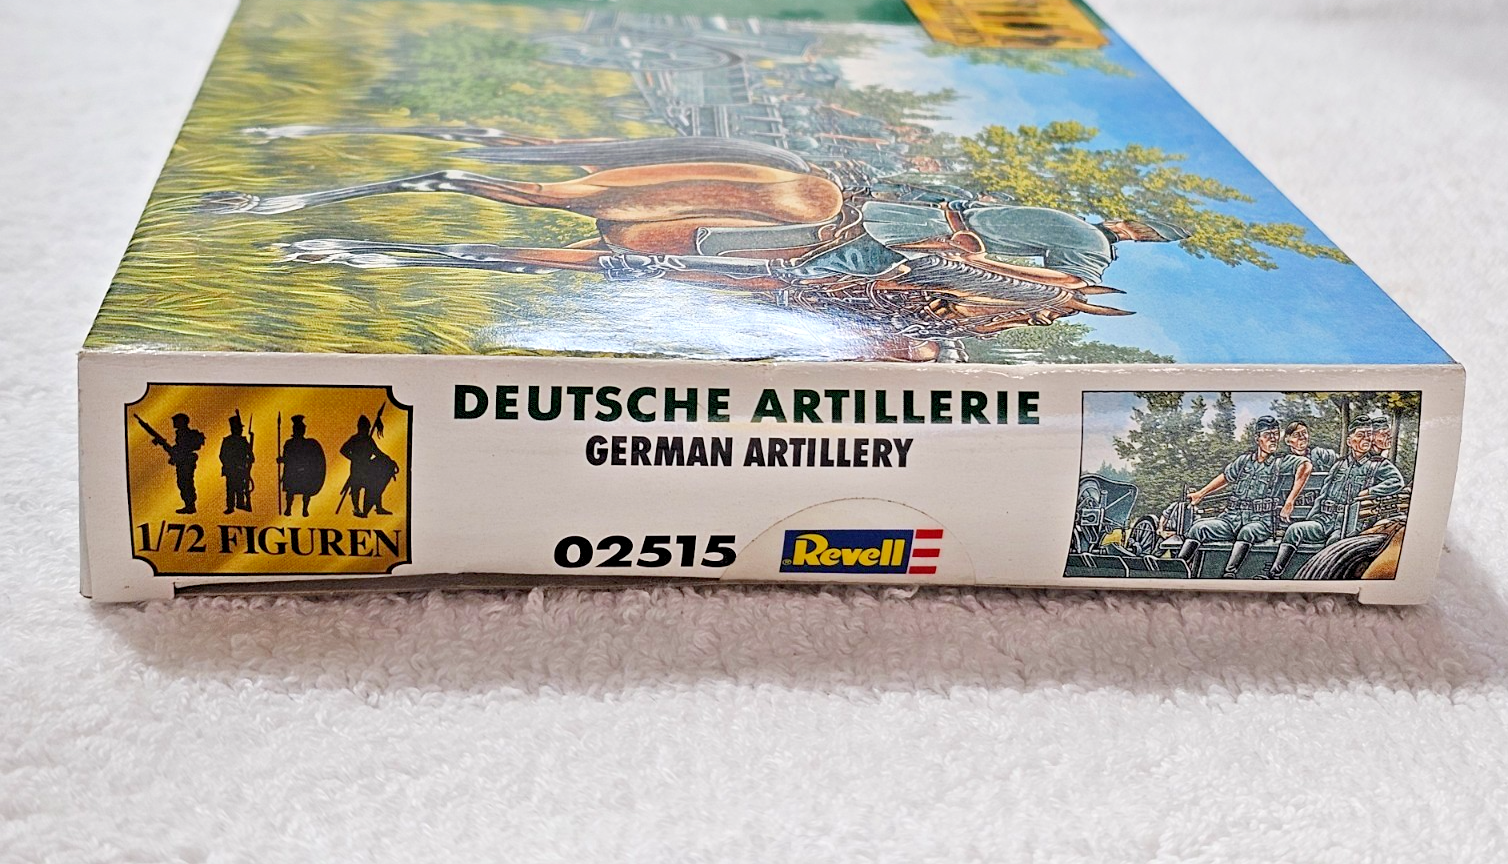 1/72 FIGUREN
DEUTSCHE ARTILLERIE
GERMAN ARTILLERY
02515
®Revell